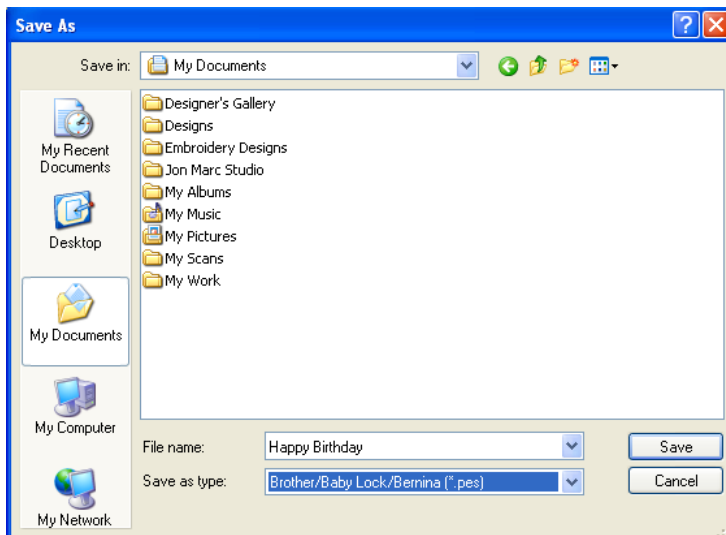 Save As
Save in:
My Documents
My Recent
Documents
Desktop
My Documents
My Computer
My Network
Designer's Gallery
Designs
Embroidery Designs
Jon Marc Studio
My Albums
My Music
My Pictures
My Scans
My Work
File name:
Happy Birthday
Save
Save as type:
Brother/Baby Lock/Bernina (*.pes)
Cancel